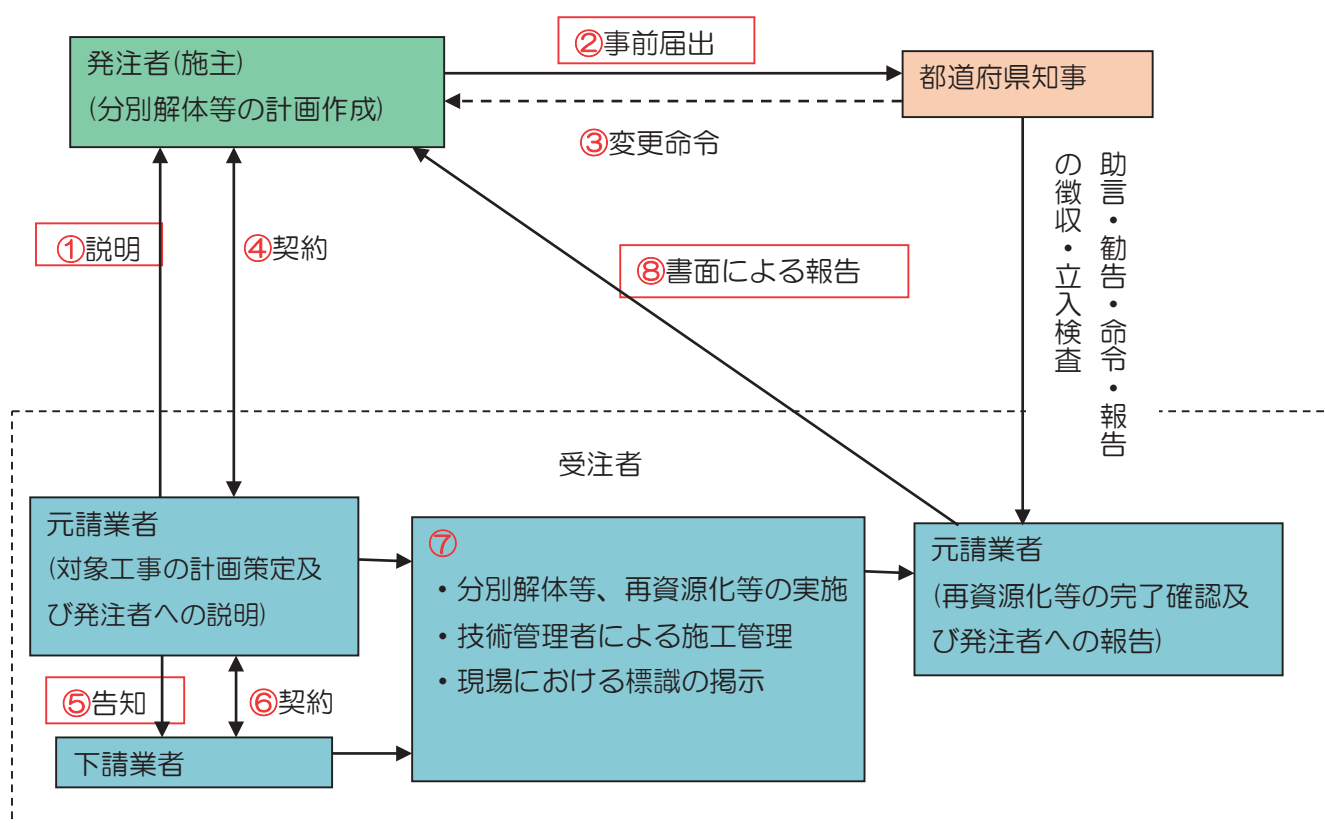 ②事前届出
発注者(施主)
(分別解体等の計画作成)
都道府県知事
③変更命令
助言・勧告・命令・報告
の徴収・立入検査
①説明
④契約
⑧書面による報告
受注者
元請業者
(対象工事の計画策定及
び発注者への説明)
⑦
・分別解体等、再資源化等の実施
・技術管理者による施工管理
・現場における標識の掲示
元請業者
(再資源化等の完了確認及
び発注者への報告)
⑤告知
⑥契約
下請業者